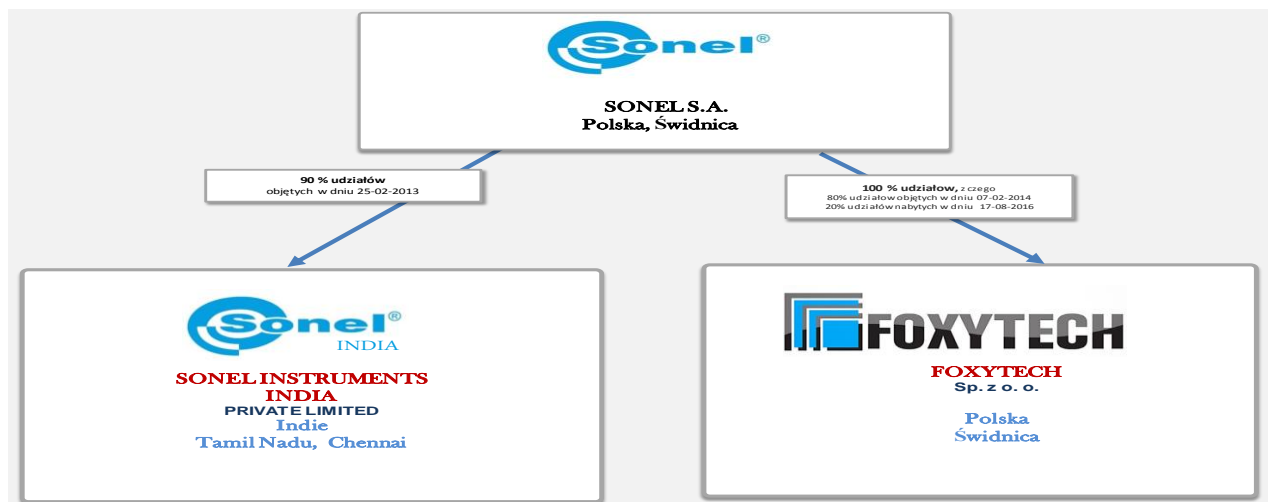 Sonel®
SONEL S.A.
Polska, Świdnica
90 % udziałów
objętych w dniu 25-02-2013
100 % udziałow, z czego
80% udziałow objętych w dniu 07-02-2014
20% udziałów nabytych w dniu 17-08-2016
Sonel®
INDIA
SONEL INSTRUMENTS
INDIA
PRIVATE LIMITED
Indie
Tamil Nadu, Chennai
FOXYTECH
FOXYTECH
Sp. z o. o.
Polska
Świdnica